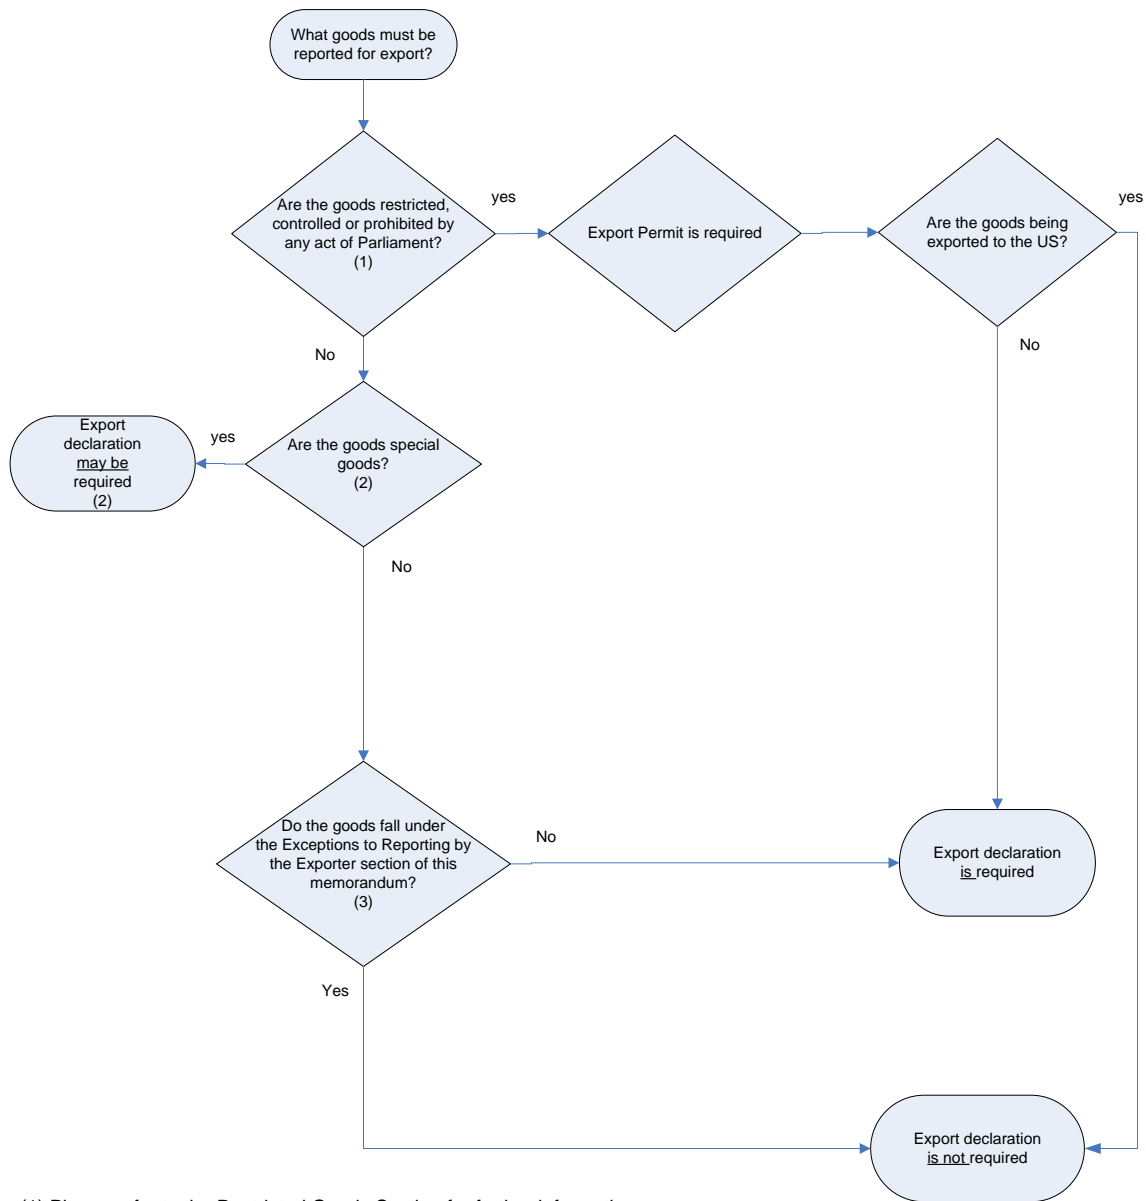 What goods must be
reported for export?
Are the goods restricted,
controlled or prohibited by
any act of Parliament?
(1)
yes
Export Permit is required
Are the goods being
exported to the US?
yes
No
No
Export
declaration
may be
required
(2)
yes
Are the goods special
goods?
(2)
No
Do the goods fall under
the Exceptions to Reporting by
the Exporter section of this
memorandum?
(3)
No
Export declaration
is required
Yes
Export declaration
is not required